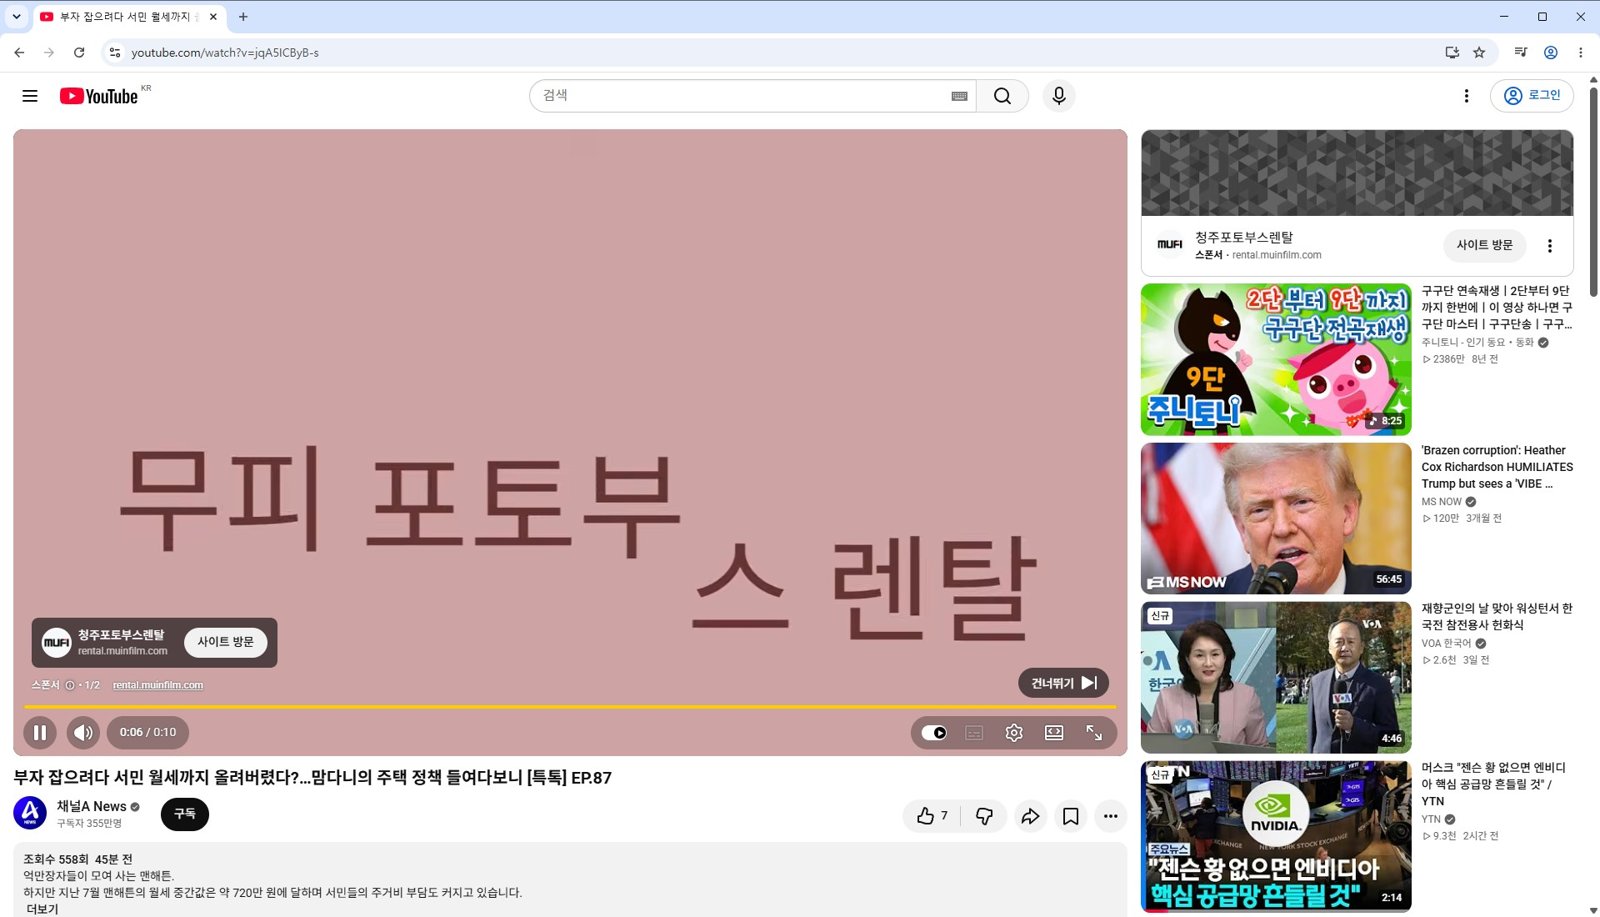 부자 잡으려다 서민 월세까지
youtube.com/watch?v=jqA5ICByB-s
YouTube KR
검색
로그인
무피 포토부
스 렌탈
MUFI
청주포토부스렌탈
rental.muinfilm.com
사이트 방문
스폰서 · 1/2 rental.muinfilm.com
건너뛰기
0:06 / 0:10
부자 잡으려다 서민 월세까지 올려버렸다?...맘다니의 주택 정책 들여다보니 [특톡] EP.87
채널A News
구독자 355만명
구독
7
조회수 558회 45분 전
억만장자들이 모여 사는 맨해튼.
하지만 지난 7월 맨해튼의 월세 중간값은 약 720만 원에 달하며 서민들의 주거비 부담도 커지고 있습니다.
더보기
MUFI
청주포토부스렌탈
스폰서 · rental.muinfilm.com
사이트 방문
2단 부터 9단 까지
구구단 전곡재생
9단
주니토니
8:25
구구단 연속재생 | 2단부터 9단
까지 한번에 | 이 영상 하나면 구
구단 마스터 | 구구단송 | 구구...
주니토니 - 인기 동요・동화
2386만 8년 전
MS NOW
56:45
'Brazen corruption': Heather
Cox Richardson HUMILIATES
Trump but sees a 'VIBE ...
MS NOW
120만 3개월 전
신규
VOA
한국어
VOA
VOA
4:46
재향군인의 날 맞아 워싱턴서 한
국전 참전용사 헌화식
VOA 한국어
2.6천 3일 전
신규
NVIDIA.
NEW YORK STOCK EXCHANGE
주요뉴스
"젠슨 황 없으면 엔비디아
핵심 공급망 흔들릴 것"
2:14
머스크 "젠슨 황 없으면 엔비디
아 핵심 공급망 흔들릴 것" /
YTN
YTN
9.3천 2시간 전